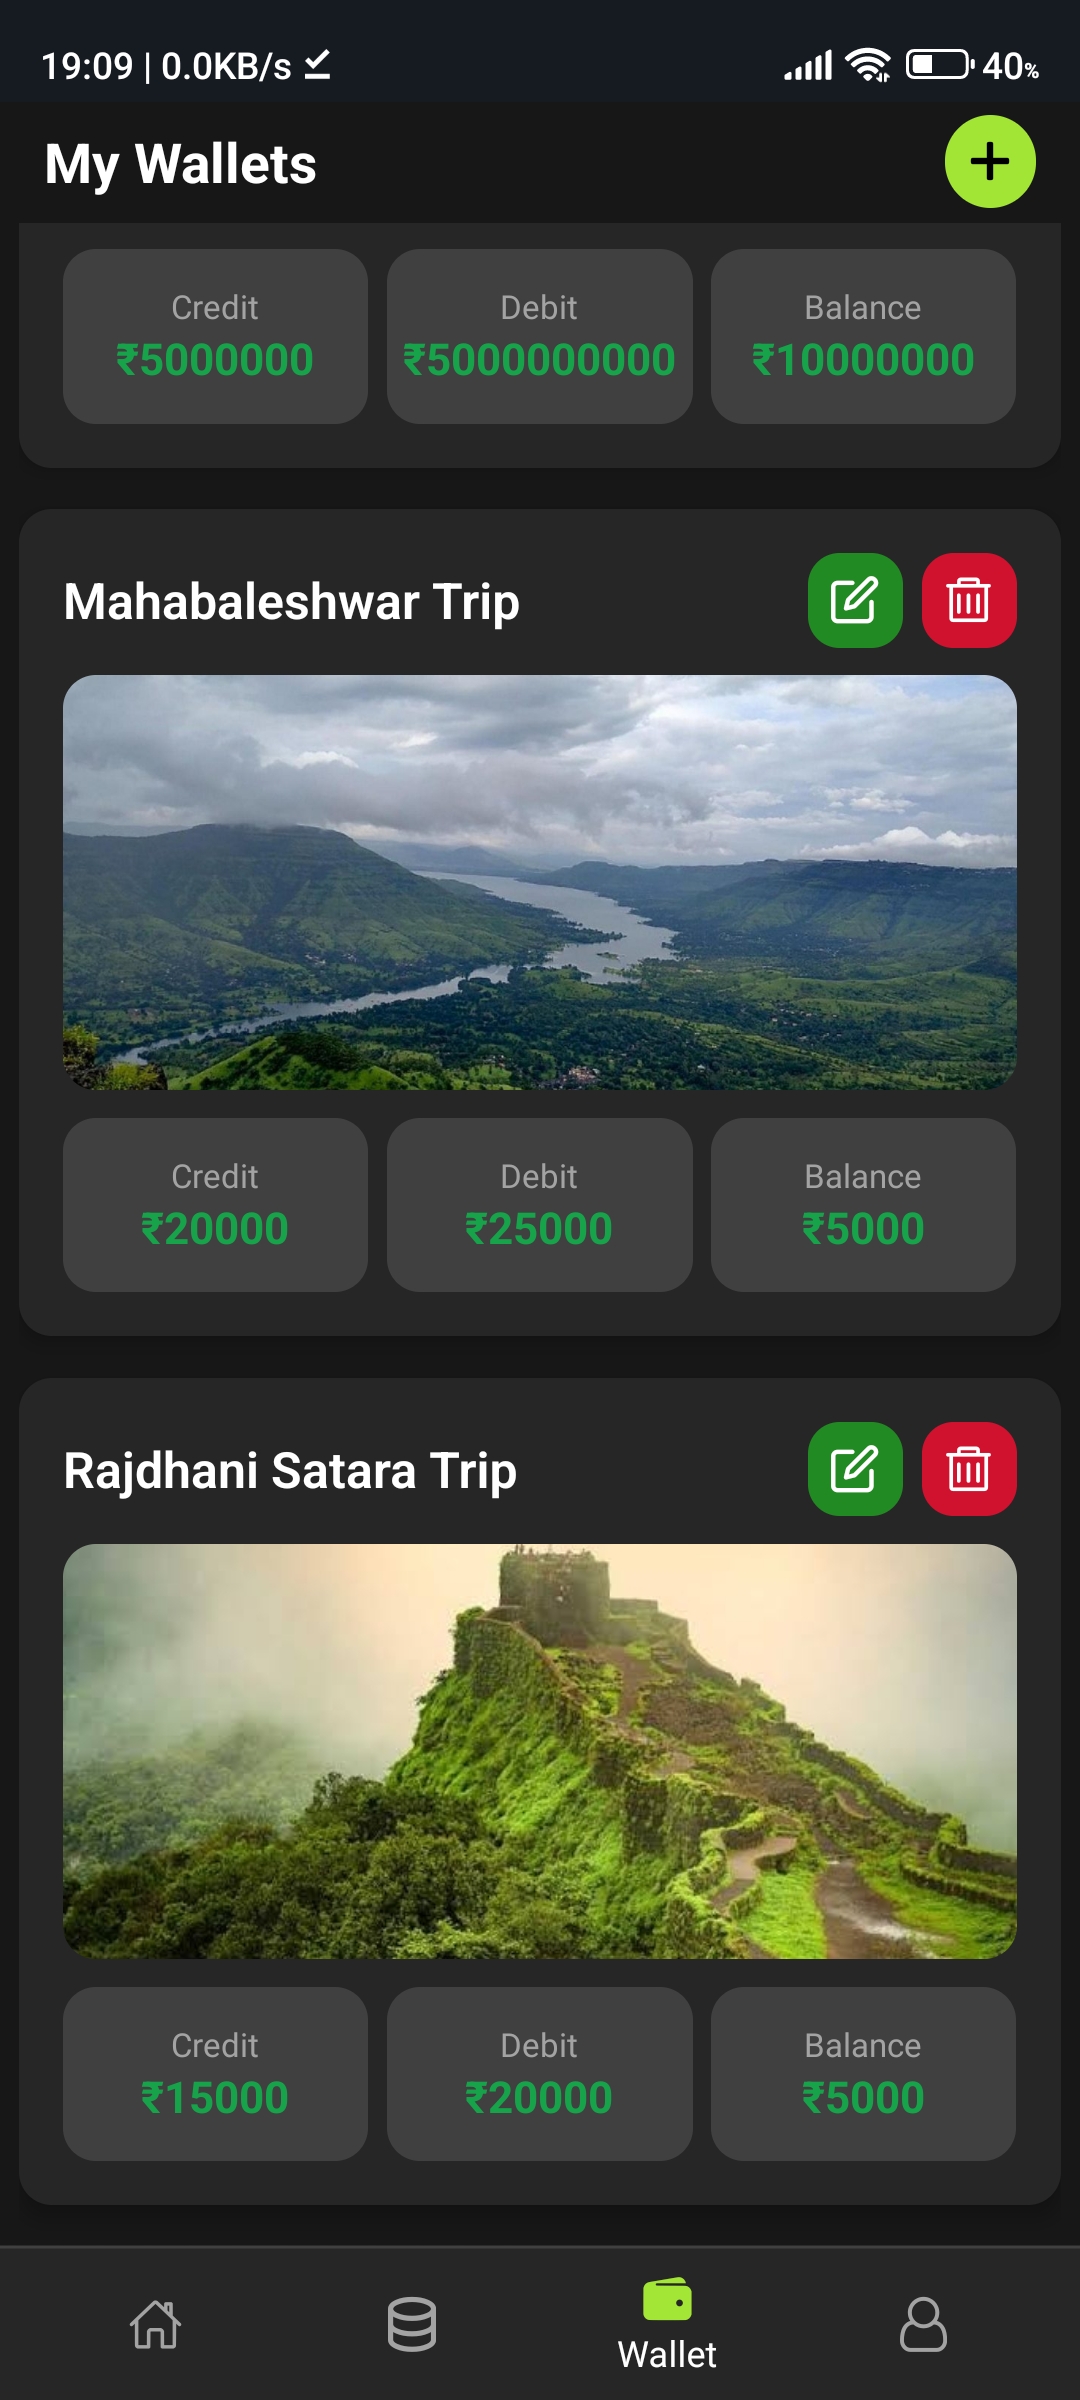 19:09 | 0.0KB/s
40%
My Wallets
Credit Debit Balance
₹5000000 ₹5000000000 ₹10000000
Mahabaleshwar Trip
Credit Debit Balance
₹20000 ₹25000 ₹5000
Rajdhani Satara Trip
Credit Debit Balance
₹15000 ₹20000 ₹5000
Wallet